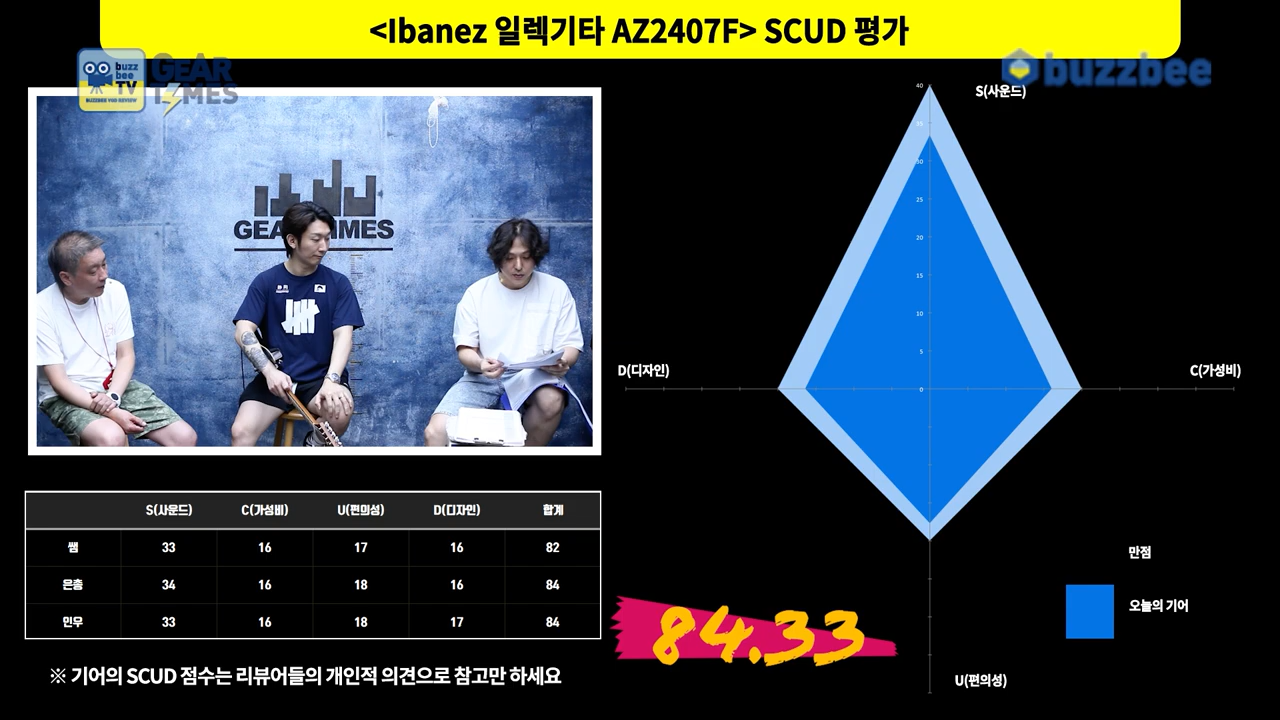 <Ibanez 일렉기타 AZ2407F> SCUD 평가
buzz
bee
TV
BUZZBEE VOD REVIEW
GEAR
TIMES
buzzbee
GEAR TIMES
S(사운드)
40
35
30
25
20
15
10
5
0
D(디자인)
C(가성비)
U(편의성)
만점
오늘의 기어
S(사운드) C(가성비) U(편의성) D(디자인) 합계
쌤 33 16 17 16 82
은총 34 16 18 16 84
민우 33 16 18 17 84
84.33
※ 기어의 SCUD 점수는 리뷰어들의 개인적 의견으로 참고만 하세요